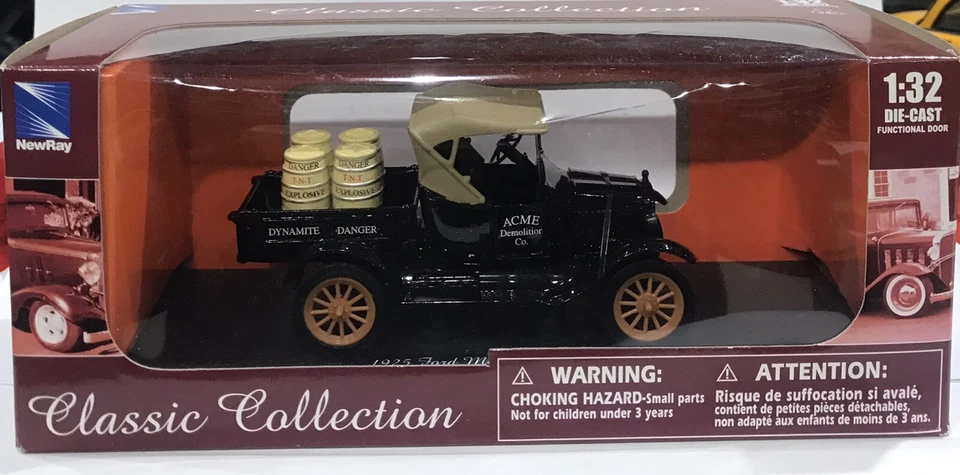 Classic Collection
NewRay
1:32
DIE-CAST
FUNCTIONAL DOOR
DANGER
T-N-T
EXPLOSIVE
DANGER
T-N-T
EXPLOSIVE
DYNAMITE DANGER
ACME
Demolition
Co.
1925 Ford M
Classic Collection
WARNING:
CHOKING HAZARD-Small parts
Not for children under 3 years
ATTENTION:
Risque de suffocation si avalé,
contient de petites pièces détachables,
non adapté aux enfants de moins de 3 ans.